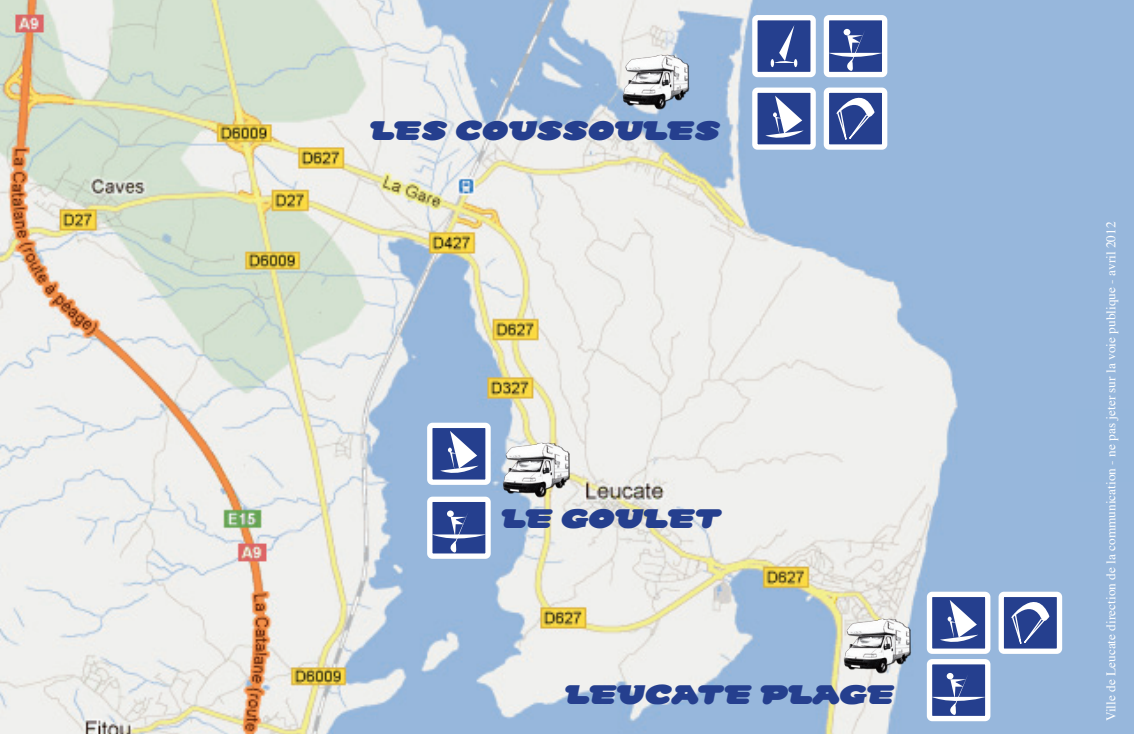 A9
LES COUSSOULES
D6009
D627
La Gare
Caves
D27
D27
D427
D6009
La Catalane (route à péage)
D627
D327
Leucate
LE GOULET
E15
A9
D627
D627
La Catalane (route
D6009
LEUCATE PLAGE
Fitou
Ville de Leucate direction de la communication - ne pas jeter sur la voie publique - avril 2012